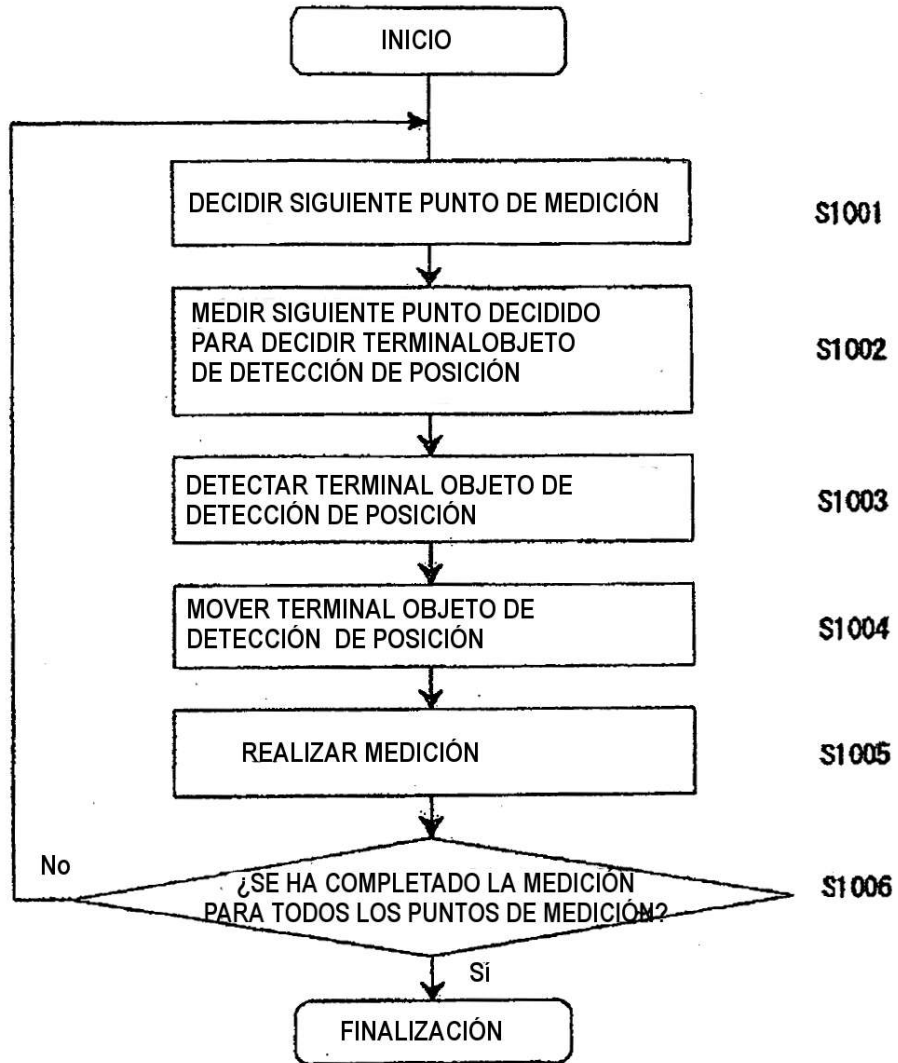 INICIO
DECIDIR SIGUIENTE PUNTO DE MEDICIÓN
S1001
MEDIR SIGUIENTE PUNTO DECIDIDO
PARA DECIDIR TERMINALOBJETO
DE DETECCIÓN DE POSICIÓN
S1002
DETECTAR TERMINAL OBJETO DE
DETECCIÓN DE POSICIÓN
S1003
MOVER TERMINAL OBJETO DE
DETECCIÓN DE POSICIÓN
S1004
REALIZAR MEDICIÓN
S1005
No
¿SE HA COMPLETADO LA MEDICIÓN
PARA TODOS LOS PUNTOS DE MEDICIÓN?
S1006
Sí
FINALIZACIÓN